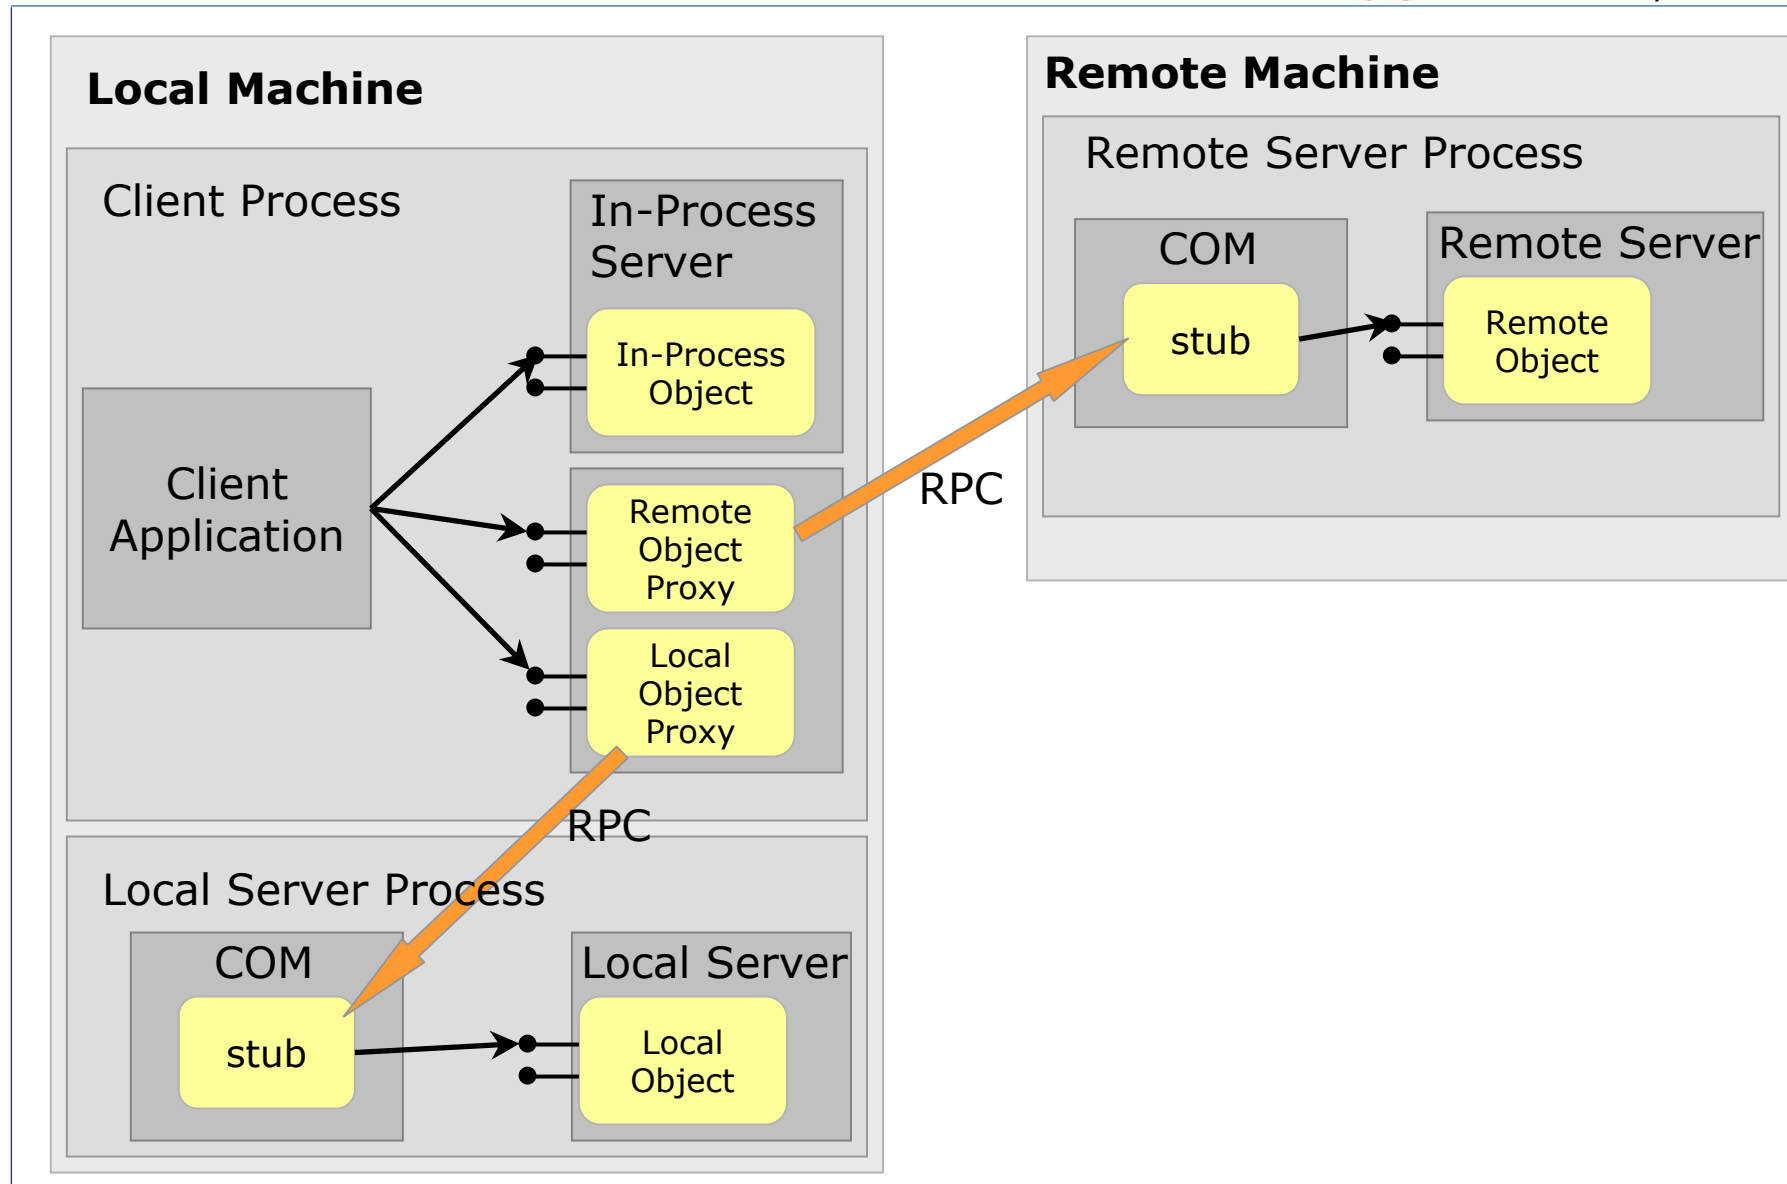 Local Machine
Client Process
In-Process
Server
In-Process
Object
Client
Application
Remote
Object
Proxy
Local
Object
Proxy
RPC
RPC
Local Server Process
COM
stub
Local Server
Local
Object
Remote Machine
Remote Server Process
COM
stub
Remote Server
Remote
Object